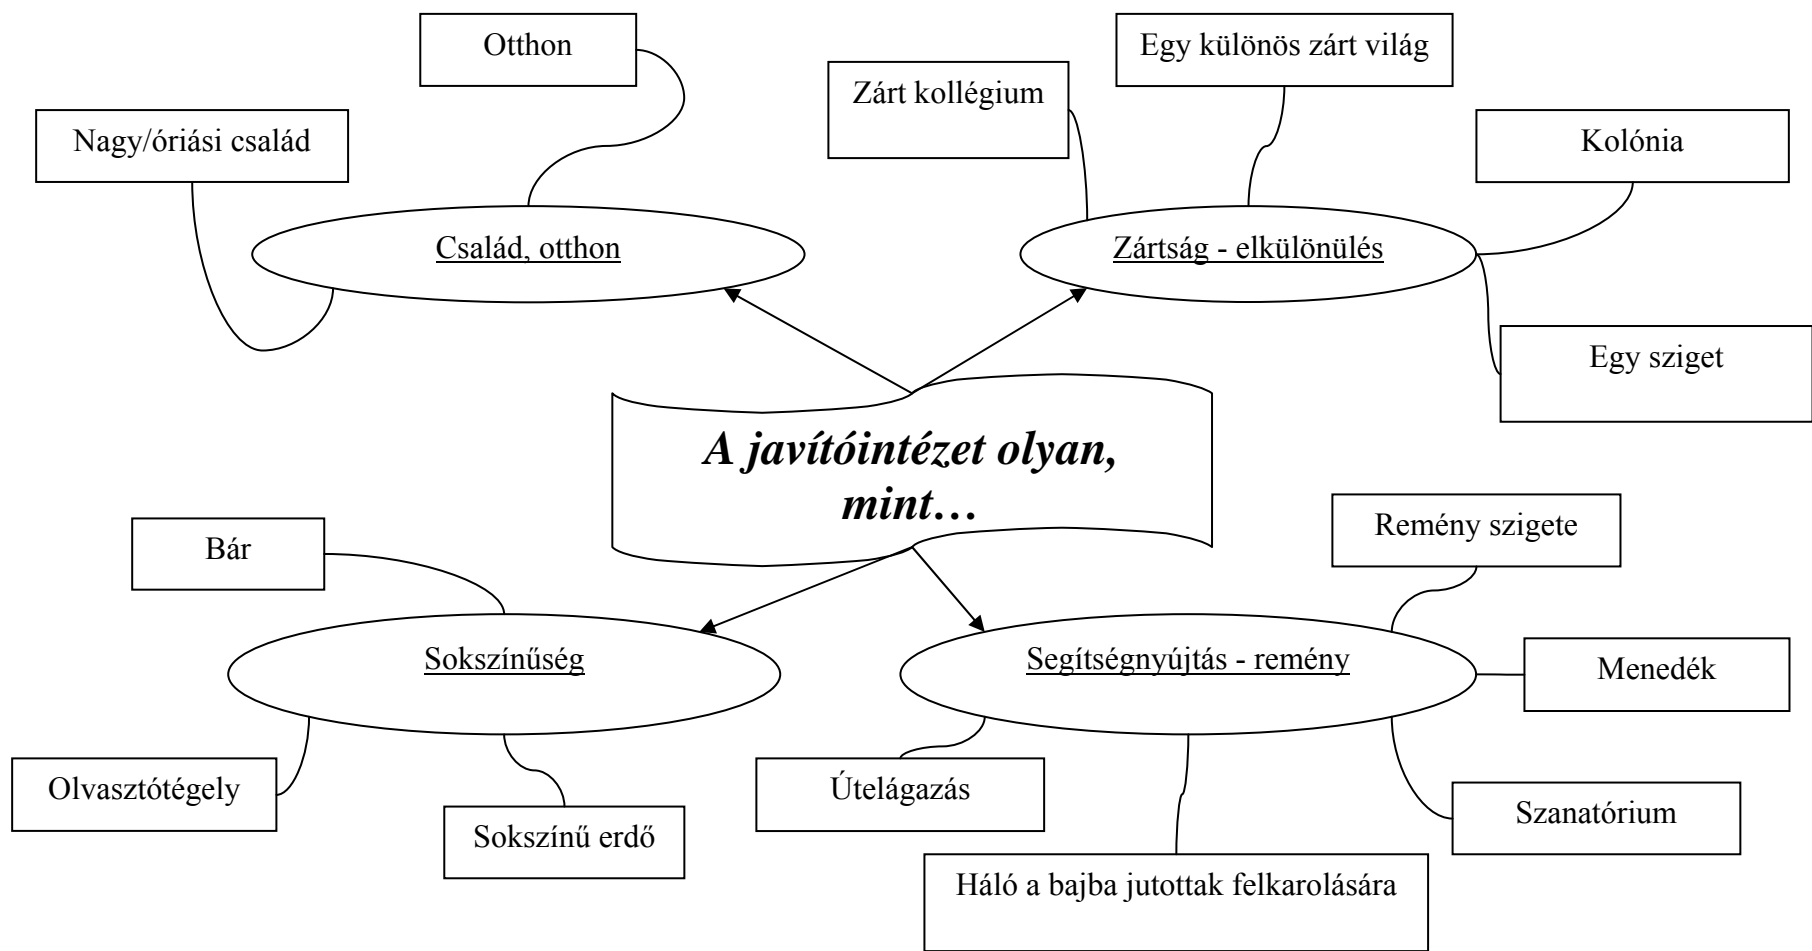 Otthon
Egy különös zárt világ
Zárt kollégium
Nagy/óriási család
Kolónia
Család, otthon
Zártság - elkülönülés
Egy sziget
A javítóintézet olyan,
mint…
Remény szigete
Bár
Sokszínűség
Segítségnyújtás - remény
Menedék
Olvasztótégely
Útelágazás
Szanatórium
Sokszínű erdő
Háló a bajba jutottak felkarolására